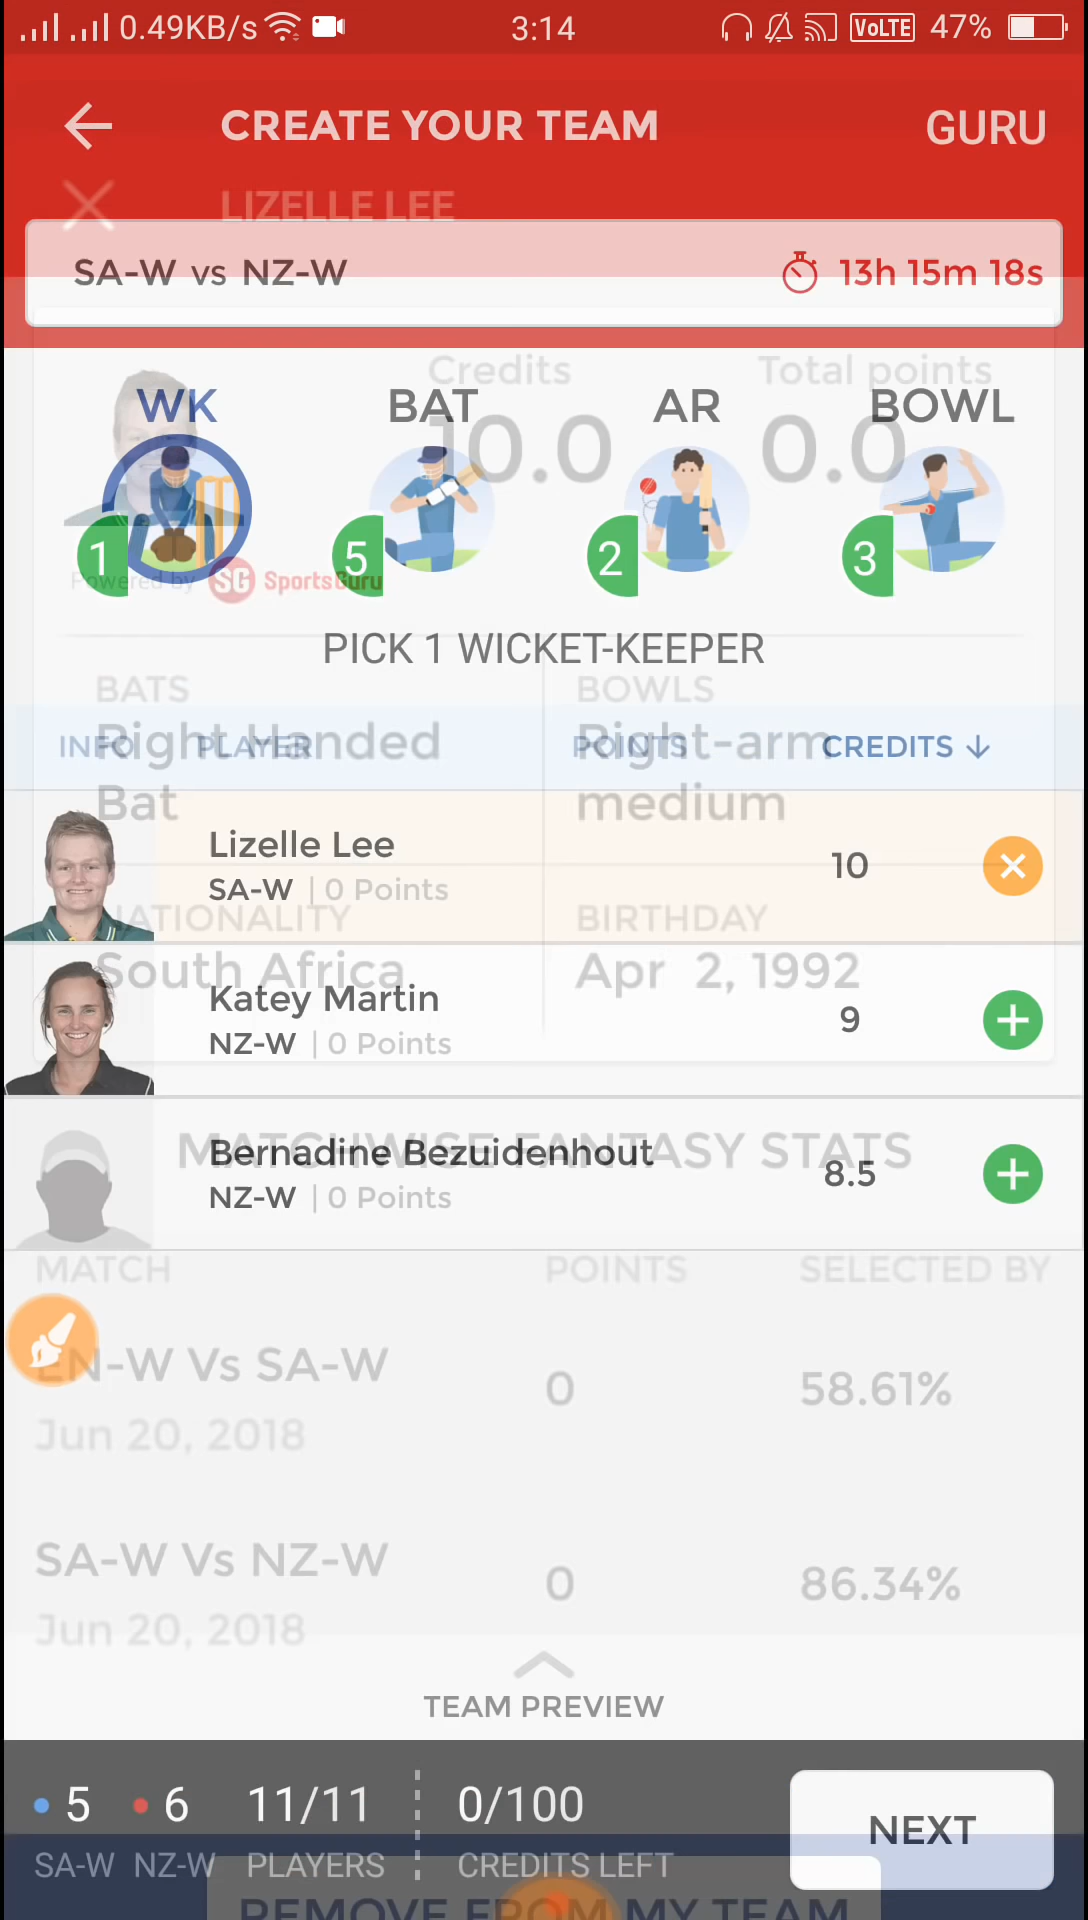 0.49KB/s 3:14 VoLTE 47%
CREATE YOUR TEAM GURU
LIZELLE LEE
SA-W vs NZ-W 13h 15m 18s
Credits Total points
WK BAT AR BOWL
10.0 0.0
1 5 2 3
Powered by SG SportsGuru
PICK 1 WICKET-KEEPER
BATS BOWLS
INFO PLAYER POINTS CREDITS
Right Handed Right-arm
Bat medium
Lizelle Lee
10
SA-W | 0 Points
NATIONALITY BIRTHDAY
South Africa Apr 2, 1992
Katey Martin
9
NZ-W | 0 Points
MATCHWISE FANTASY STATS
Bernadine Bezuidenhout
8.5
NZ-W | 0 Points
MATCH POINTS SELECTED BY
EN-W Vs SA-W 0 58.61%
Jun 20, 2018
SA-W Vs NZ-W 0 86.34%
Jun 20, 2018
TEAM PREVIEW
5 6 11/11 0/100
NEXT
SA-W NZ-W PLAYERS CREDITS LEFT
REMOVE FROM MY TEAM